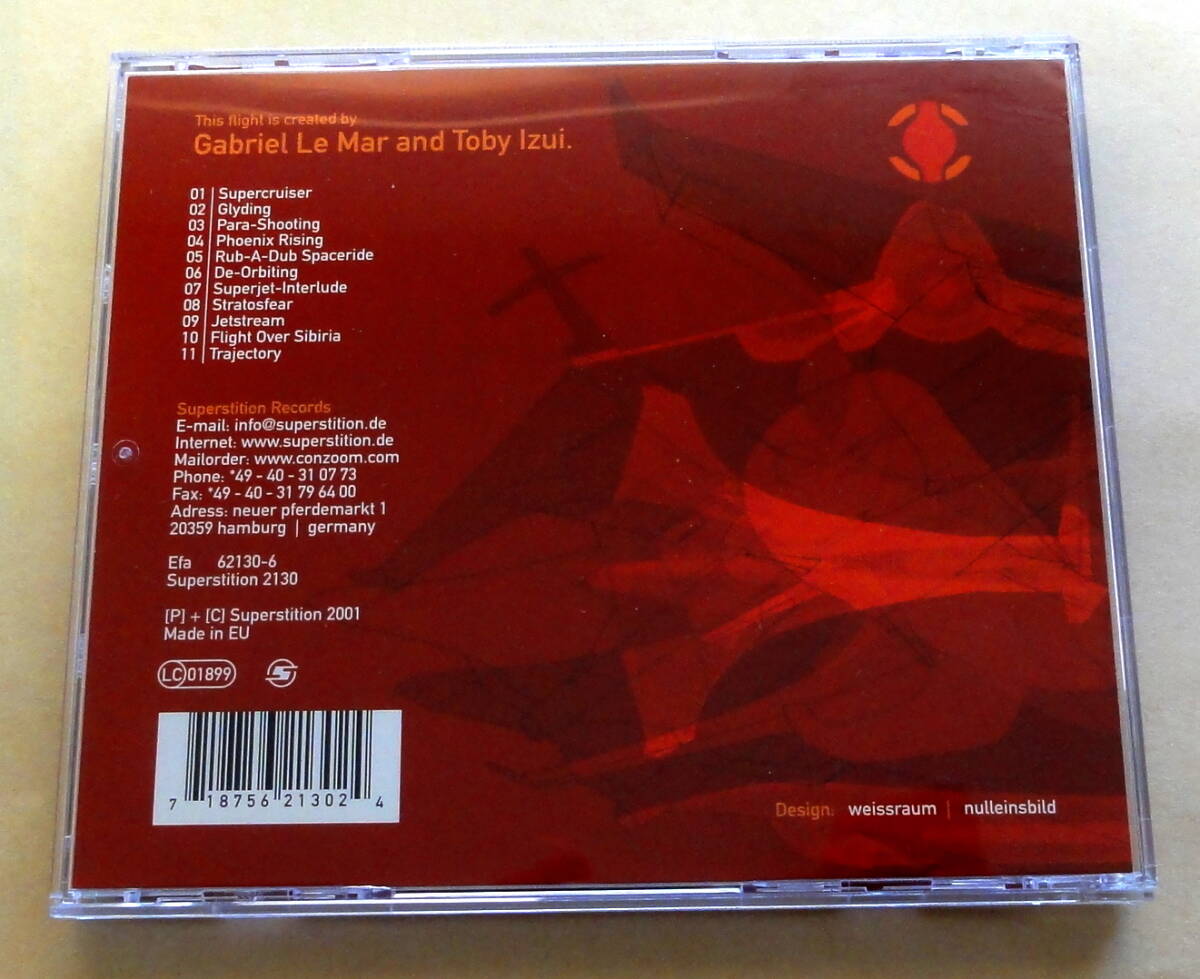 This flight is created by
Gabriel Le Mar and Toby Izui.
01 Supercruiser
02 Glyding
03 Para-Shooting
04 Phoenix Rising
05 Rub-A-Dub Spaceride
06 De-Orbiting
07 Superjet-Interlude
08 Stratosfear
09 Jetstream
10 Flight Over Sibiria
11 Trajectory
Superstition Records
E-mail: info@superstition.de
Internet: www.superstition.de
Mailorder: www.conzoom.com
Phone: *49 - 40 - 31 07 73
Fax: *49 - 40 - 31 79 64 00
Adress: neuer pferdemarkt 1
20359 hamburg | germany
Efa 62130-6
Superstition 2130
[P] + [C] Superstition 2001
Made in EU
LC 01899
7 18756 21302 4
Design: weissraum | nulleinsbild